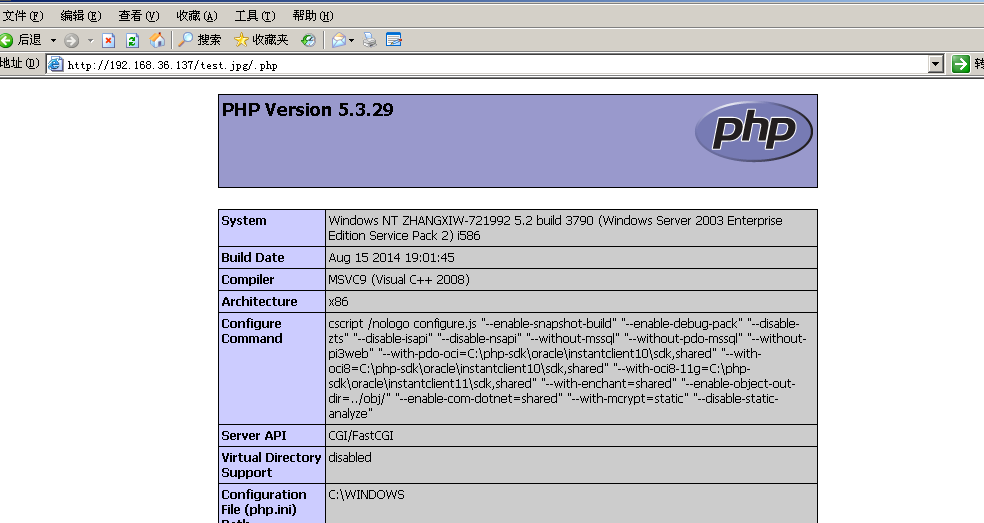 文件(F) 编辑(E) 查看(V) 收藏(A) 工具(T) 帮助(H)
后退 搜索 收藏夹
地址(D) http://192.168.36.137/test.jpg/.php
PHP Version 5.3.29
php
System
Windows NT ZHANGXIW-721992 5.2 build 3790 (Windows Server 2003 Enterprise
Edition Service Pack 2) i586
Build Date
Aug 15 2014 19:01:45
Compiler
MSVC9 (Visual C++ 2008)
Architecture
x86
Configure
Command
cscript /nologo configure.js "--enable-snapshot-build" "--enable-debug-pack" "--disable-
zts" "--disable-isapi" "--disable-nsapi" "--without-mssql" "--without-pdo-mssql" "--without-
pi3web" "--with-pdo-oci=C:\php-sdk\oracle\instantclient10\sdk,shared" "--with-
oci8=C:\php-sdk\oracle\instantclient10\sdk,shared" "--with-oci8-11g=C:\php-
sdk\oracle\instantclient11\sdk,shared" "--with-enchant=shared" "--enable-object-out-
dir=../obj/" "--enable-com-dotnet=shared" "--with-mcrypt=static" "--disable-static-
analyze"
Server API
CGI/FastCGI
Virtual Directory
Support
disabled
Configuration
File (php.ini)
C:\WINDOWS